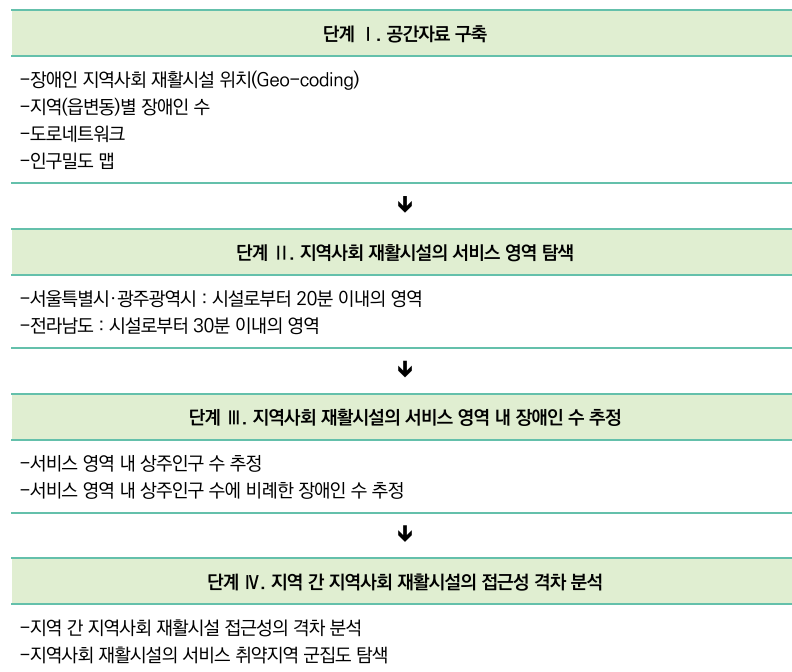 단계 Ⅰ. 공간자료 구축
-장애인 지역사회 재활시설 위치(Geo-coding)
-지역(읍변동)별 장애인 수
-도로네트워크
-인구밀도 맵
단계 Ⅱ. 지역사회 재활시설의 서비스 영역 탐색
-서울특별시·광주광역시 : 시설로부터 20분 이내의 영역
-전라남도 : 시설로부터 30분 이내의 영역
단계 Ⅲ. 지역사회 재활시설의 서비스 영역 내 장애인 수 추정
-서비스 영역 내 상주인구 수 추정
-서비스 영역 내 상주인구 수에 비례한 장애인 수 추정
단계 Ⅳ. 지역 간 지역사회 재활시설의 접근성 격차 분석
-지역 간 지역사회 재활시설 접근성의 격차 분석
-지역사회 재활시설의 서비스 취약지역 군집도 탐색